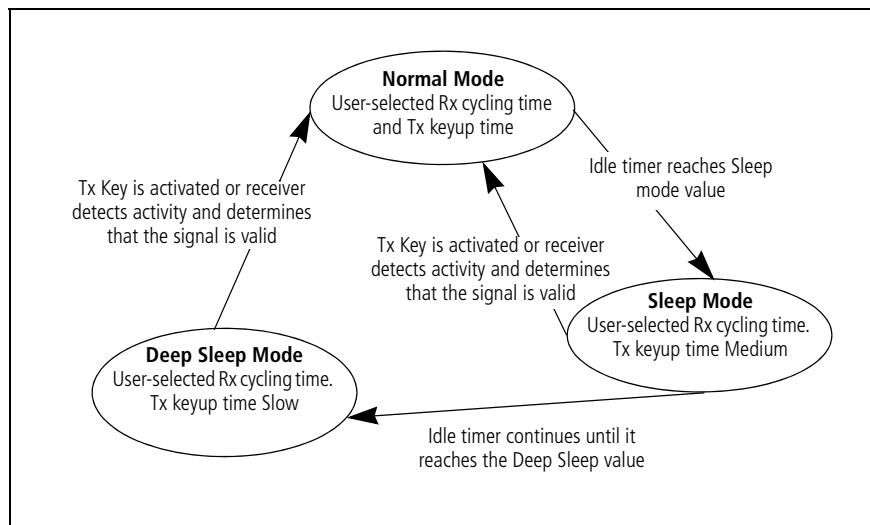 Normal Mode
User-selected Rx cycling time
and Tx keyup time
Idle timer reaches Sleep
mode value
Tx Key is activated or receiver
detects activity and determines
that the signal is valid
Tx Key is activated or receiver
detects activity and determines
that the signal is valid
Sleep Mode
User-selected Rx cycling time.
Tx keyup time Medium
Deep Sleep Mode
User-selected Rx cycling time.
Tx keyup time Slow
Idle timer continues until it
reaches the Deep Sleep value